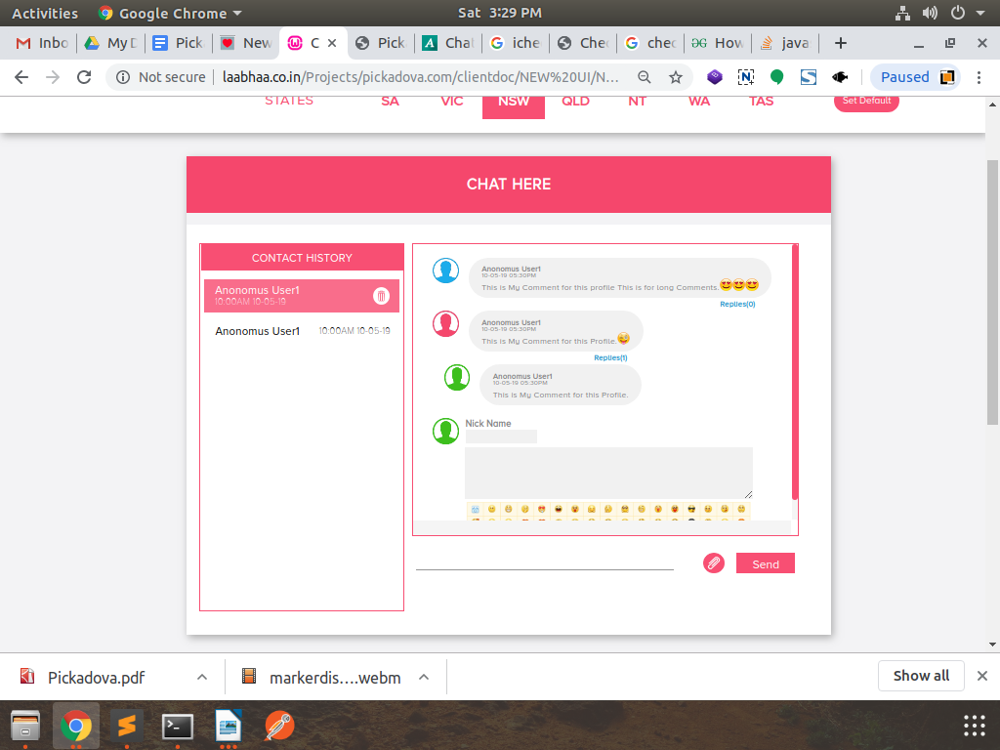 Activities Google Chrome Sat 3:29 PM
Inbo My D Pick New C Pick Chat iche Chec chec How java
Not secure laabhaa.co.in/Projects/pickadova.com/clientdoc/NEW%20UI/N... Paused
STATES SA VIC NSW QLD NT WA TAS Set Default
CHAT HERE
CONTACT HISTORY
Anonomus User1
10:00AM 10-05-19
Anonomus User1 10:00AM 10-05-19
Anonomus User1
10-05-19 05:30PM
This is My Comment for this profile This is for long Comments.
Replies(0)
Anonomus User1
10-05-19 05:30PM
This is My Comment for this Profile.
Replies(1)
Anonomus User1
10-05-19 05:30PM
This is My Comment for this Profile.
Nick Name
Send
Pickadova.pdf markerdis....webm Show all